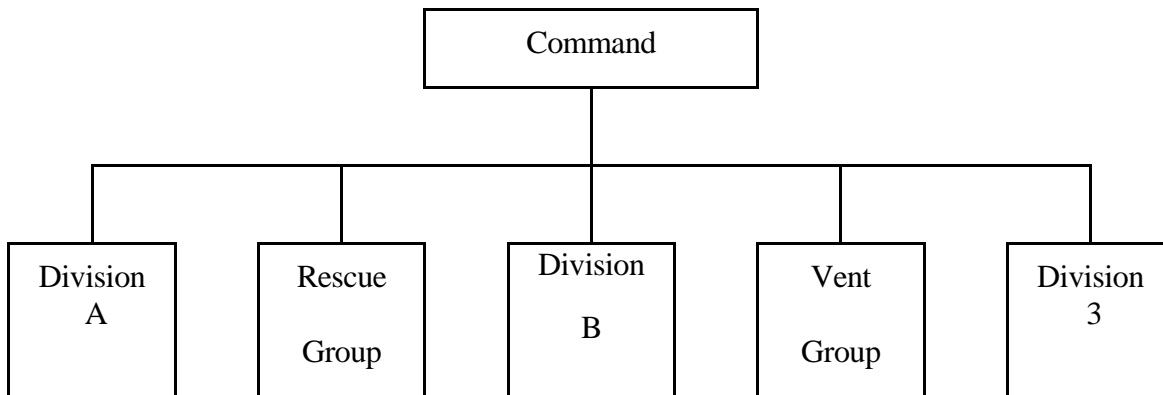 Command
Division
A
Rescue
Group
Division
B
Vent
Group
Division
3